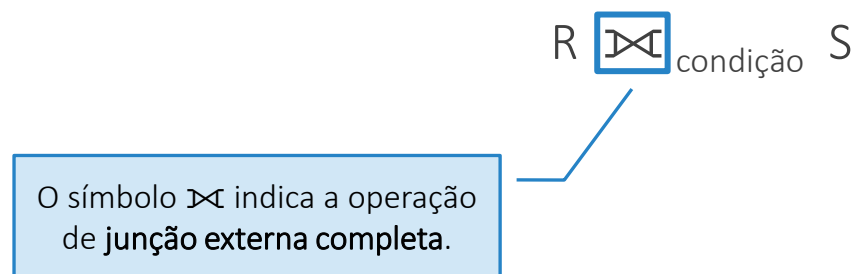 R ⟗ condição S
O símbolo ⟗ indica a operação
de junção externa completa.